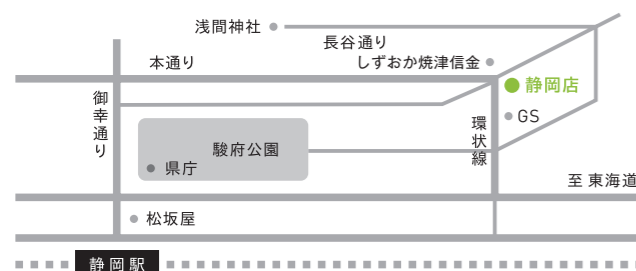 浅間神社
長谷通り
本通り
しずおか焼津信金
静岡店
御幸通り
GS
環状線
駿府公園
県庁
至 東海道
松坂屋
静岡駅